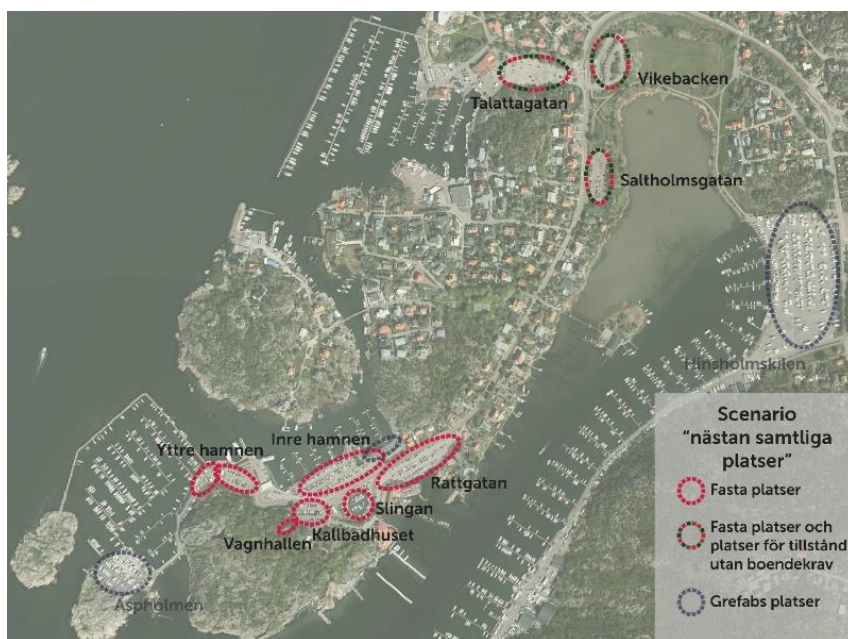 Talattagatan
Vikebacken
Saltholmsgatan
Hinsholmskilen
Inre hamnen
Yttre hamnen
Rattgatan
Slingan
Kallbadhuset
Vagnhallen
Aspholmen
Scenario
"nästan samtliga
platser"
Fasta platser
Fasta platser och
platser för tillstånd
utan boendekrav
Grefabs platser